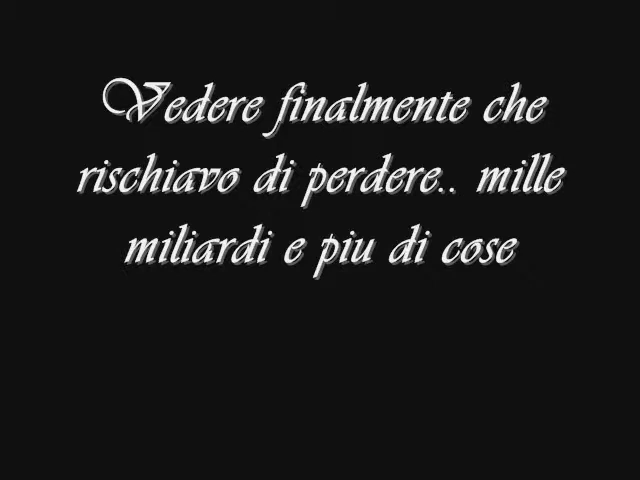 Vedere finalmente che
rischiavo di perdere.. mille
miliardi e piu di cose